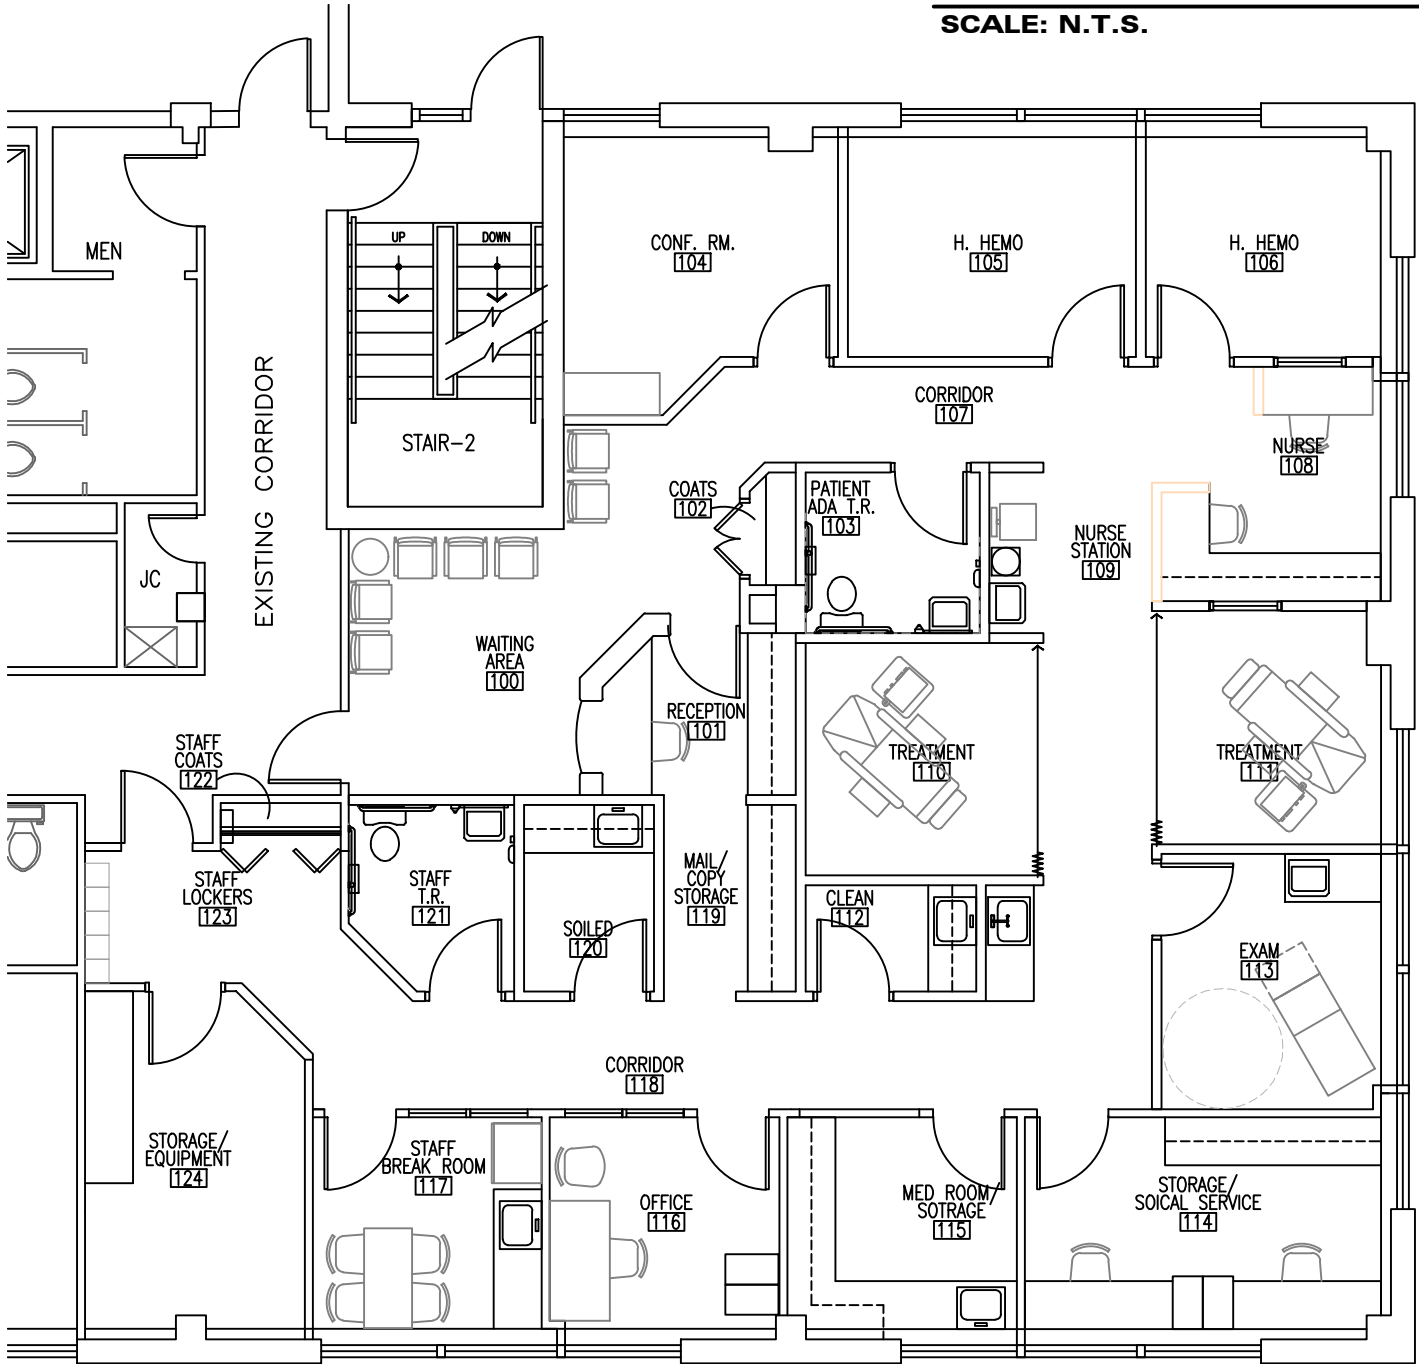 SCALE: N.T.S.
UP
DOWN
MEN
CONF. RM.
104
H. HEMO
105
H. HEMO
106
EXISTING CORRIDOR
STAIR-2
CORRIDOR
107
NURSE
108
COATS
102
PATIENT
ADA T.R.
103
NURSE
STATION
109
JC
WAITING
AREA
100
RECEPTION
101
STAFF
COATS
122
TREATMENT
110
TREATMENT
111
STAFF
LOCKERS
123
STAFF
T.R.
121
SOILED
120
MAIL/
COPY
STORAGE
119
CLEAN
112
EXAM
113
CORRIDOR
118
STORAGE/
EQUIPMENT
124
STAFF
BREAK ROOM
117
OFFICE
116
MED ROOM/
SOTRAGE
115
STORAGE/
SOICAL SERVICE
114